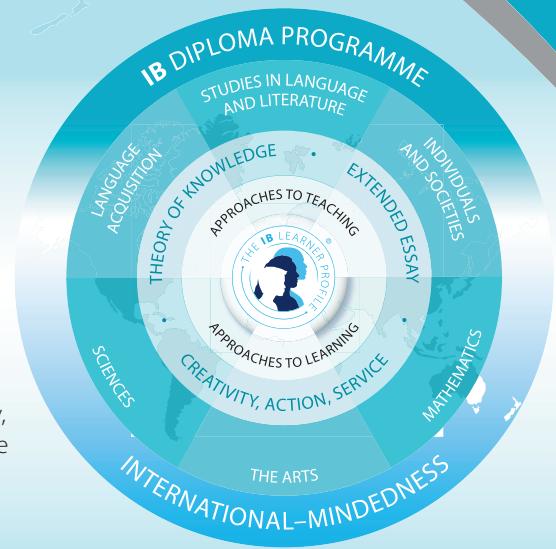 IB DIPLOMA PROGRAMME
STUDIES IN LANGUAGE
AND LITERATURE
LANGUAGE
ACQUISITION
INDIVIDUALS
AND SOCIETIES
THEORY OF KNOWLEDGE
EXTENDED ESSAY
APPROACHES TO TEACHING
THE IB LEARNER PROFILE
®
APPROACHES TO LEARNING
CREATIVITY, ACTION, SERVICE
SCIENCES
MATHEMATICS
THE ARTS
INTERNATIONAL–MINDEDNESS